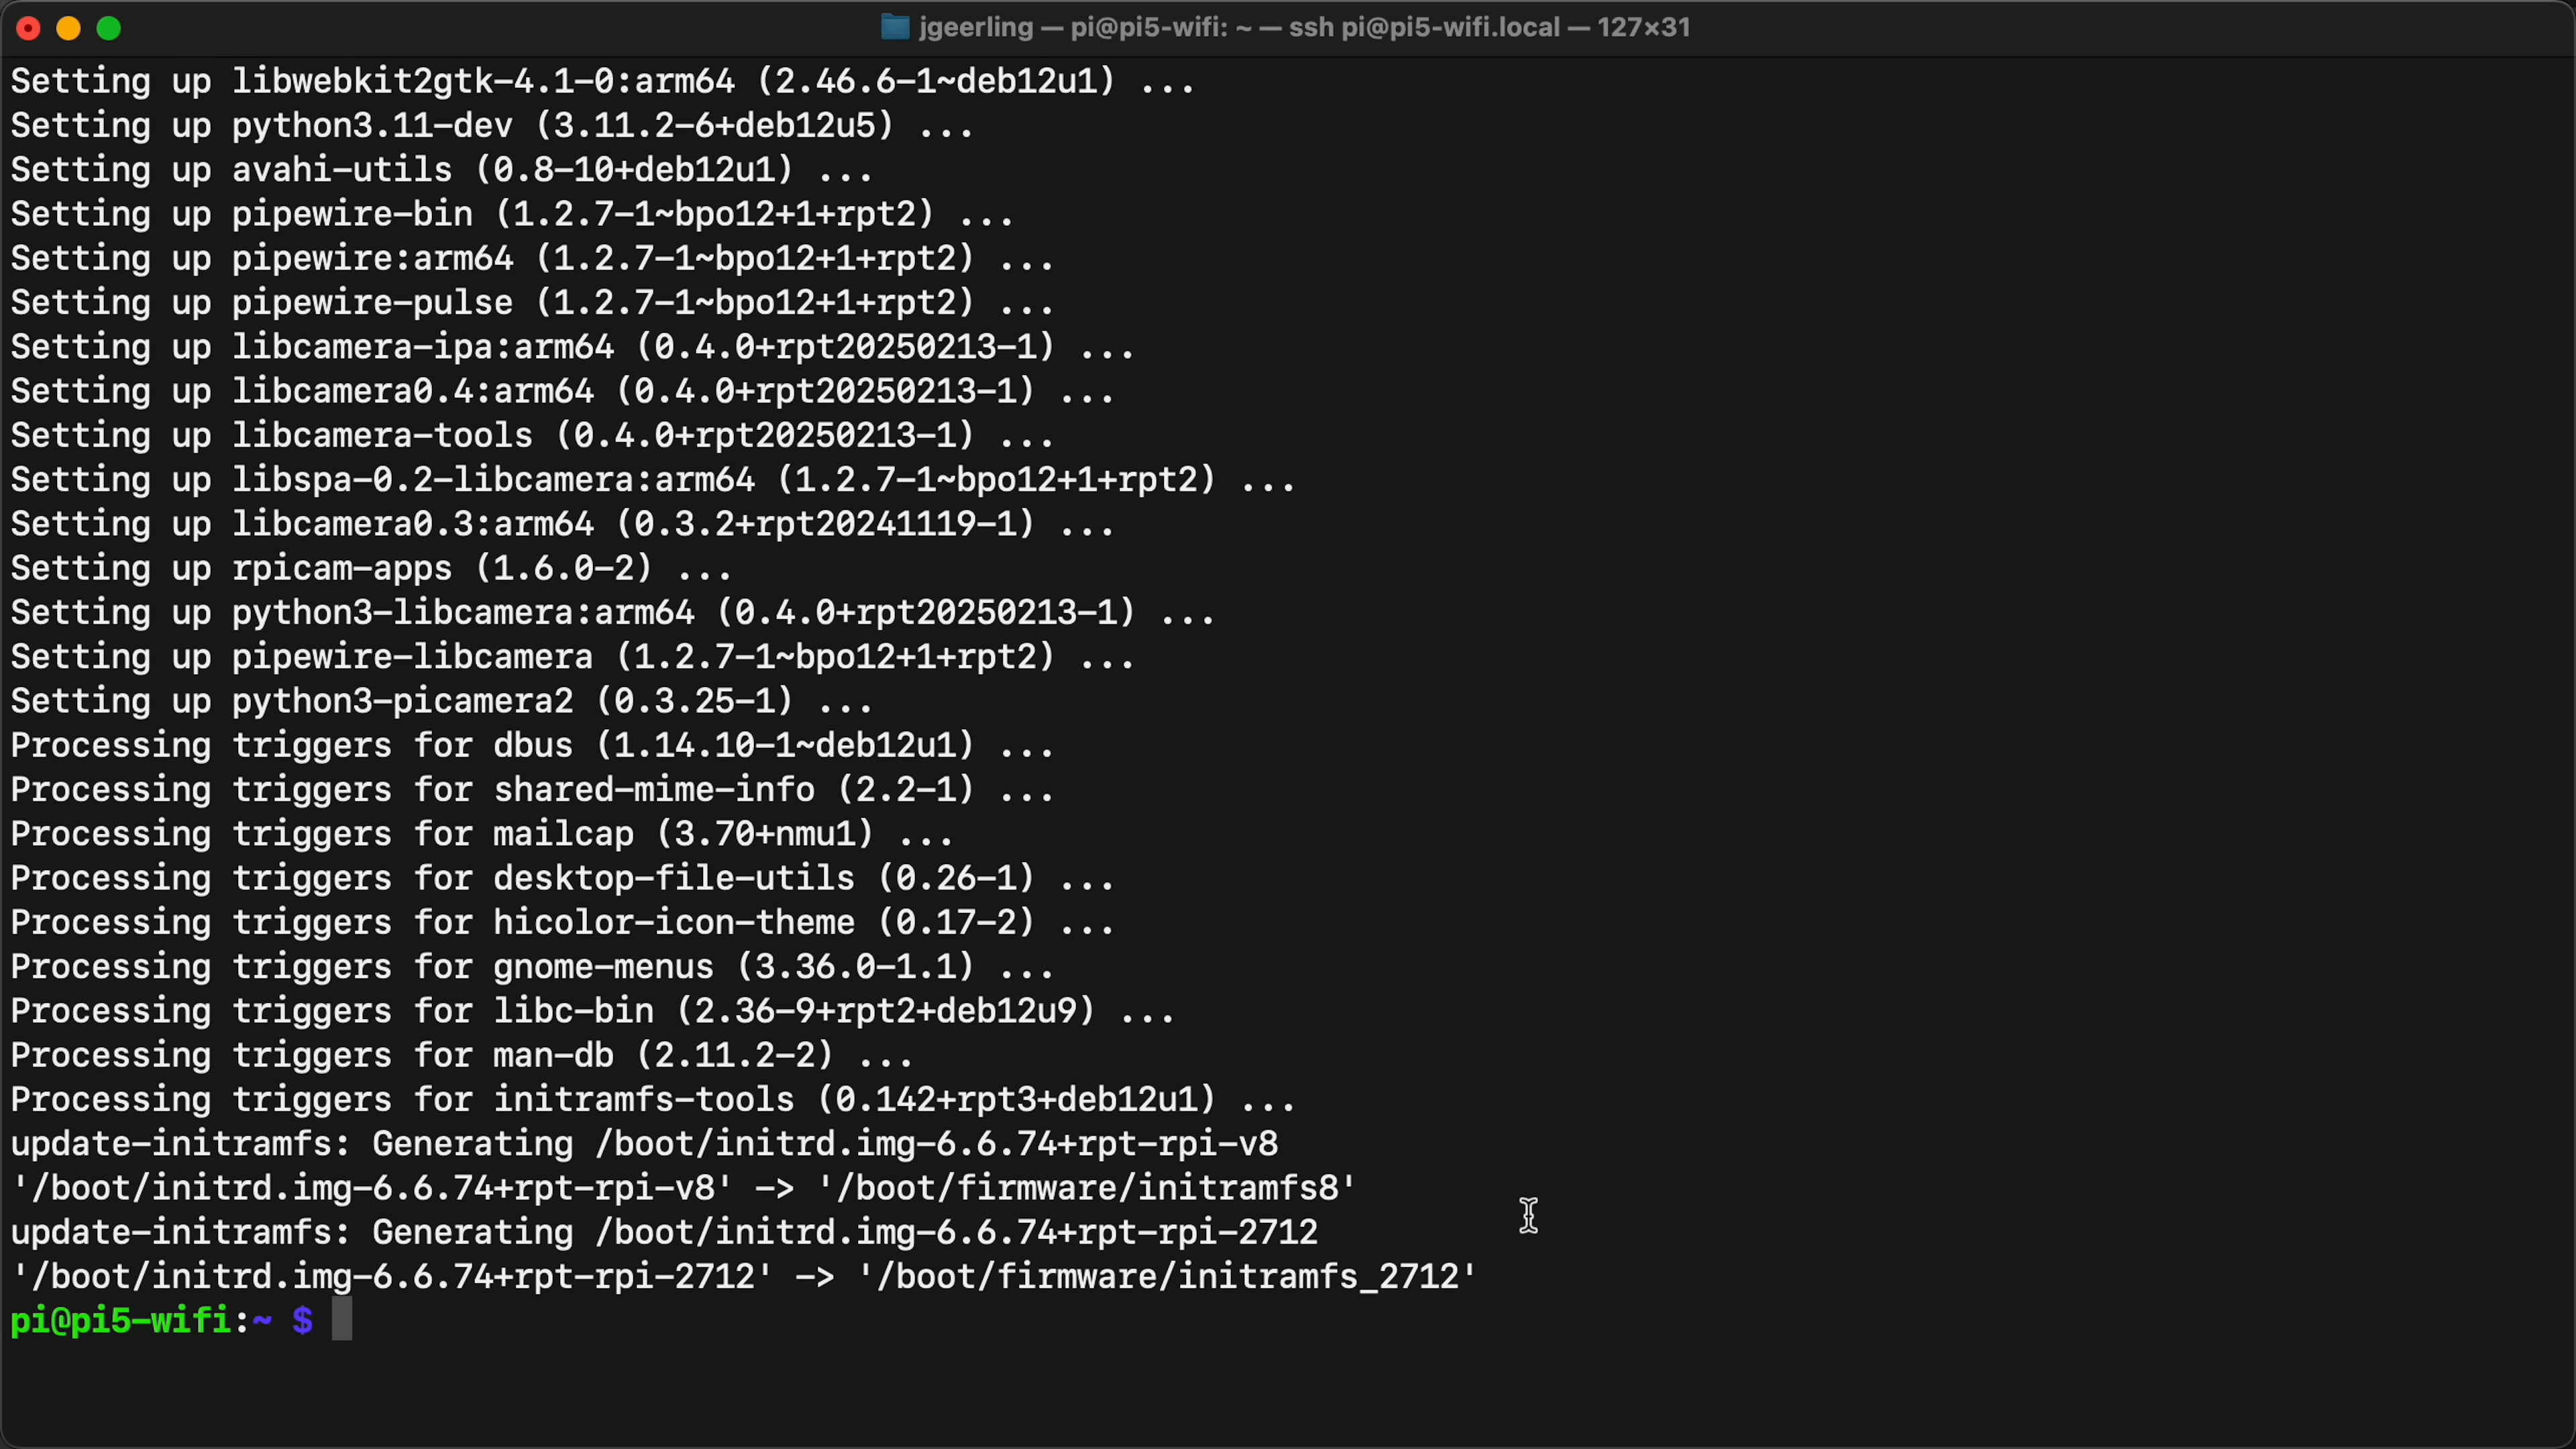 jgeerling — pi@pi5-wifi: ~ — ssh pi@pi5-wifi.local — 127×31
Setting up libwebkit2gtk-4.1-0:arm64 (2.46.6-1~deb12u1) ...
Setting up python3.11-dev (3.11.2-6+deb12u5) ...
Setting up avahi-utils (0.8-10+deb12u1) ...
Setting up pipewire-bin (1.2.7-1~bpo12+1+rpt2) ...
Setting up pipewire:arm64 (1.2.7-1~bpo12+1+rpt2) ...
Setting up pipewire-pulse (1.2.7-1~bpo12+1+rpt2) ...
Setting up libcamera-ipa:arm64 (0.4.0+rpt20250213-1) ...
Setting up libcamera0.4:arm64 (0.4.0+rpt20250213-1) ...
Setting up libcamera-tools (0.4.0+rpt20250213-1) ...
Setting up libspa-0.2-libcamera:arm64 (1.2.7-1~bpo12+1+rpt2) ...
Setting up libcamera0.3:arm64 (0.3.2+rpt20241119-1) ...
Setting up rpicam-apps (1.6.0-2) ...
Setting up python3-libcamera:arm64 (0.4.0+rpt20250213-1) ...
Setting up pipewire-libcamera (1.2.7-1~bpo12+1+rpt2) ...
Setting up python3-picamera2 (0.3.25-1) ...
Processing triggers for dbus (1.14.10-1~deb12u1) ...
Processing triggers for shared-mime-info (2.2-1) ...
Processing triggers for mailcap (3.70+nmu1) ...
Processing triggers for desktop-file-utils (0.26-1) ...
Processing triggers for hicolor-icon-theme (0.17-2) ...
Processing triggers for gnome-menus (3.36.0-1.1) ...
Processing triggers for libc-bin (2.36-9+rpt2+deb12u9) ...
Processing triggers for man-db (2.11.2-2) ...
Processing triggers for initramfs-tools (0.142+rpt3+deb12u1) ...
update-initramfs: Generating /boot/initrd.img-6.6.74+rpt-rpi-v8
'/boot/initrd.img-6.6.74+rpt-rpi-v8' -> '/boot/firmware/initramfs8'
update-initramfs: Generating /boot/initrd.img-6.6.74+rpt-rpi-2712
'/boot/initrd.img-6.6.74+rpt-rpi-2712' -> '/boot/firmware/initramfs_2712'
pi@pi5-wifi:~ $